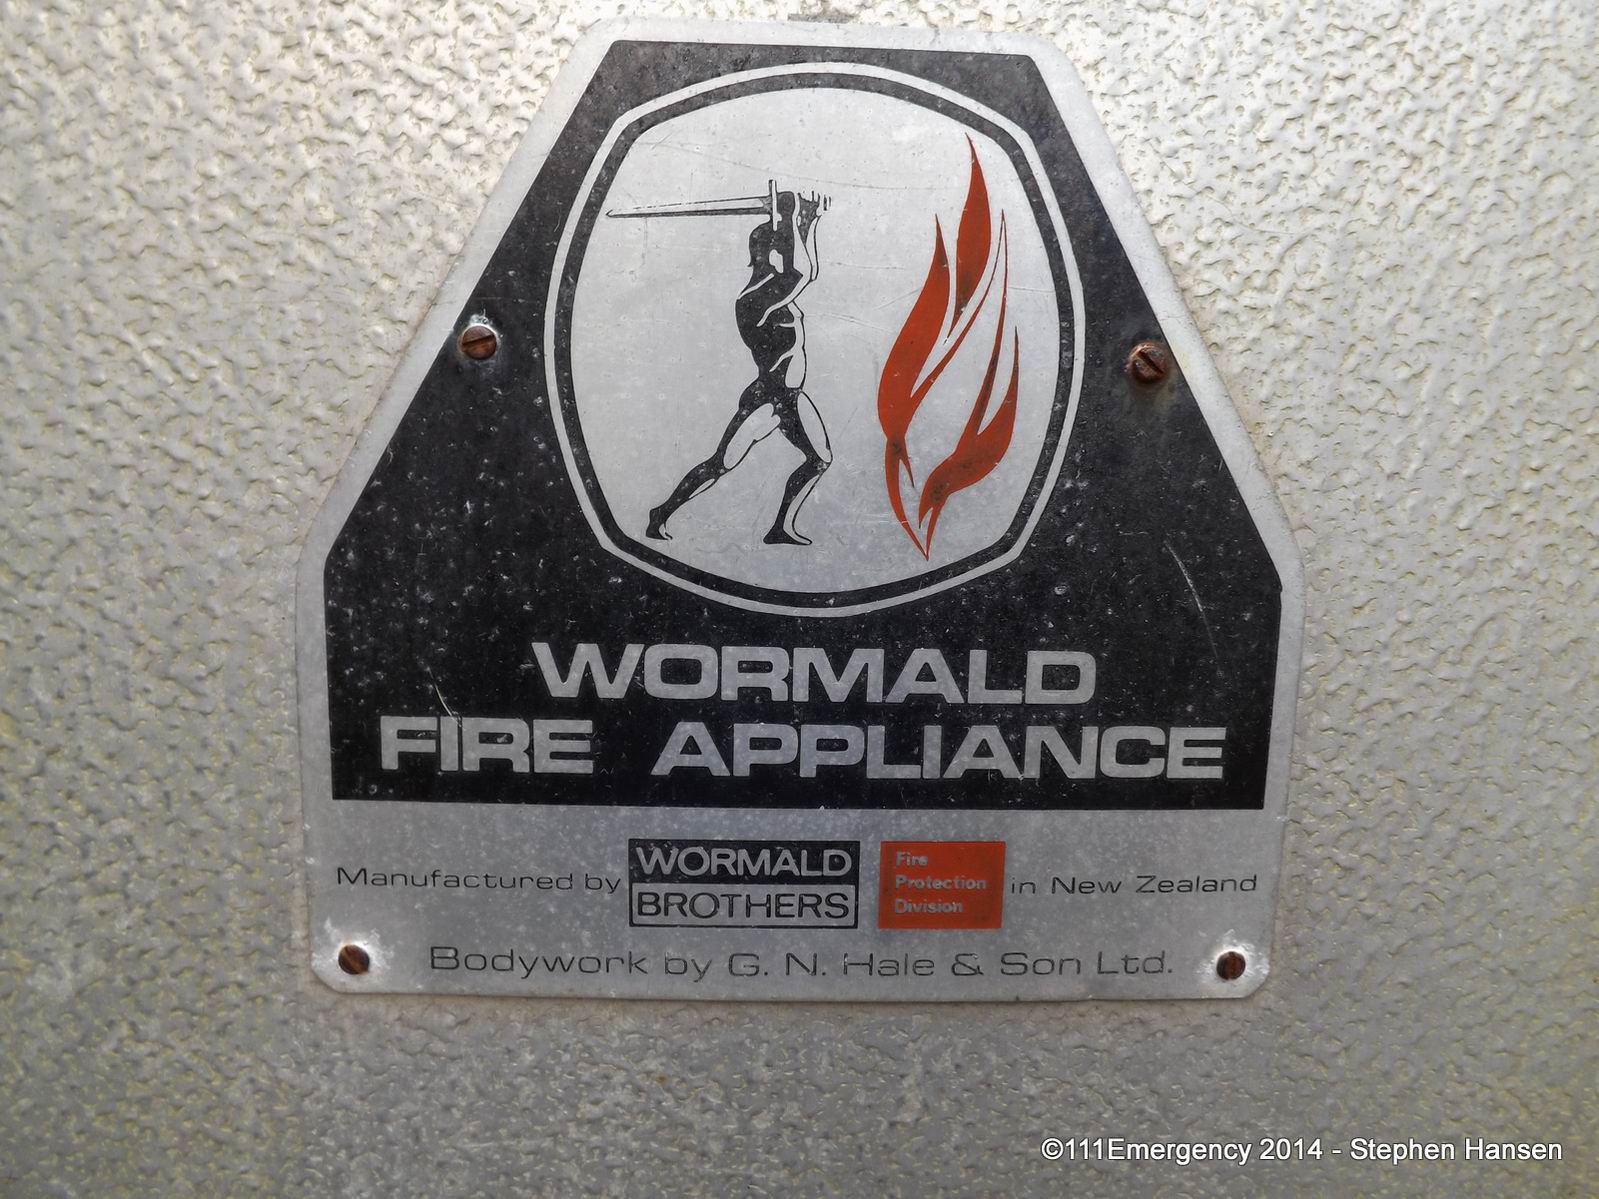 WORMALD
FIRE APPLIANCE
Manufactured by WORMALD BROTHERS Fire Protection Division in New Zealand
Bodywork by G. N. Hale & Son Ltd.
©111Emergency 2014 - Stephen Hansen